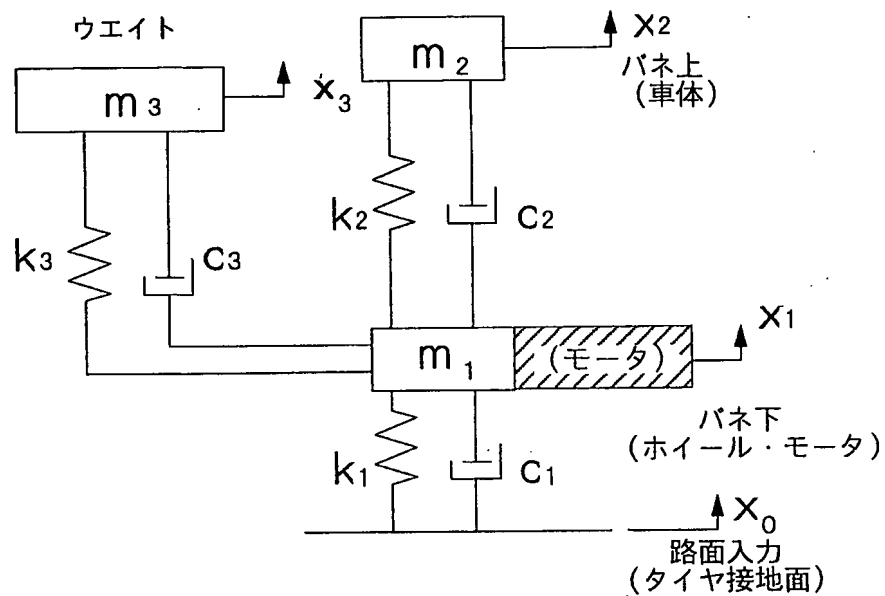 ウエイト
m3
x3
k3
c3
m2
x2
バネ上
(車体)
k2
c2
m1
(モータ)
x1
バネ下
(ホイール・モータ)
k1
c1
x0
路面入力
(タイヤ接地面)